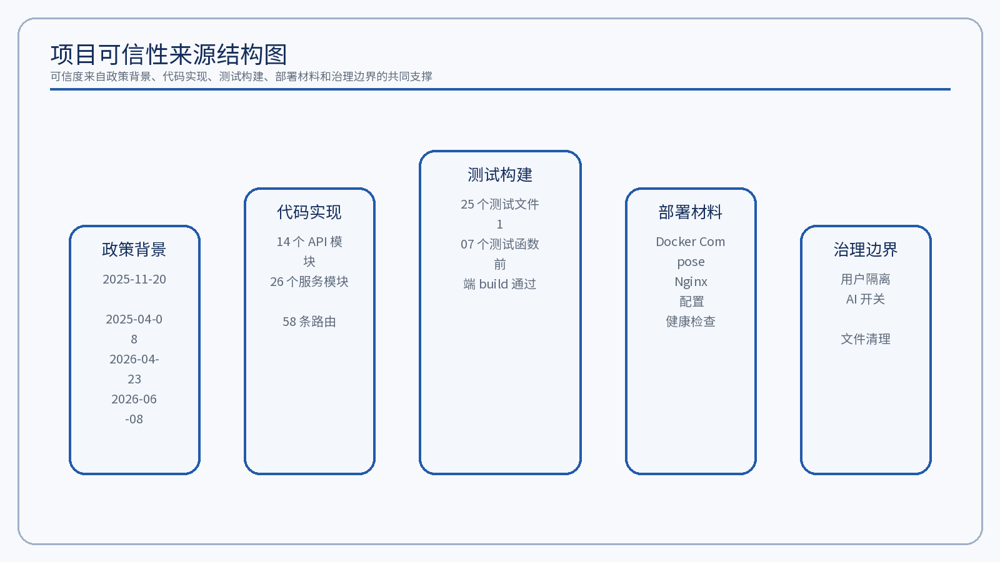 项目可信性来源结构图
可信度来自政策背景、代码实现、测试构建、部署材料和治理边界的共同支撑
政策背景
2025-11-20
2025-04-0
8
2026-04-
23
2026-06
-08
代码实现
14 个 API 模
块
26 个服务模块
58 条路由
测试构建
25 个测试文件
1
07 个测试函数
前
端 build 通过
部署材料
Docker Com
pose
Nginx
配置
健康检查
治理边界
用户隔离
AI 开关
文件清理